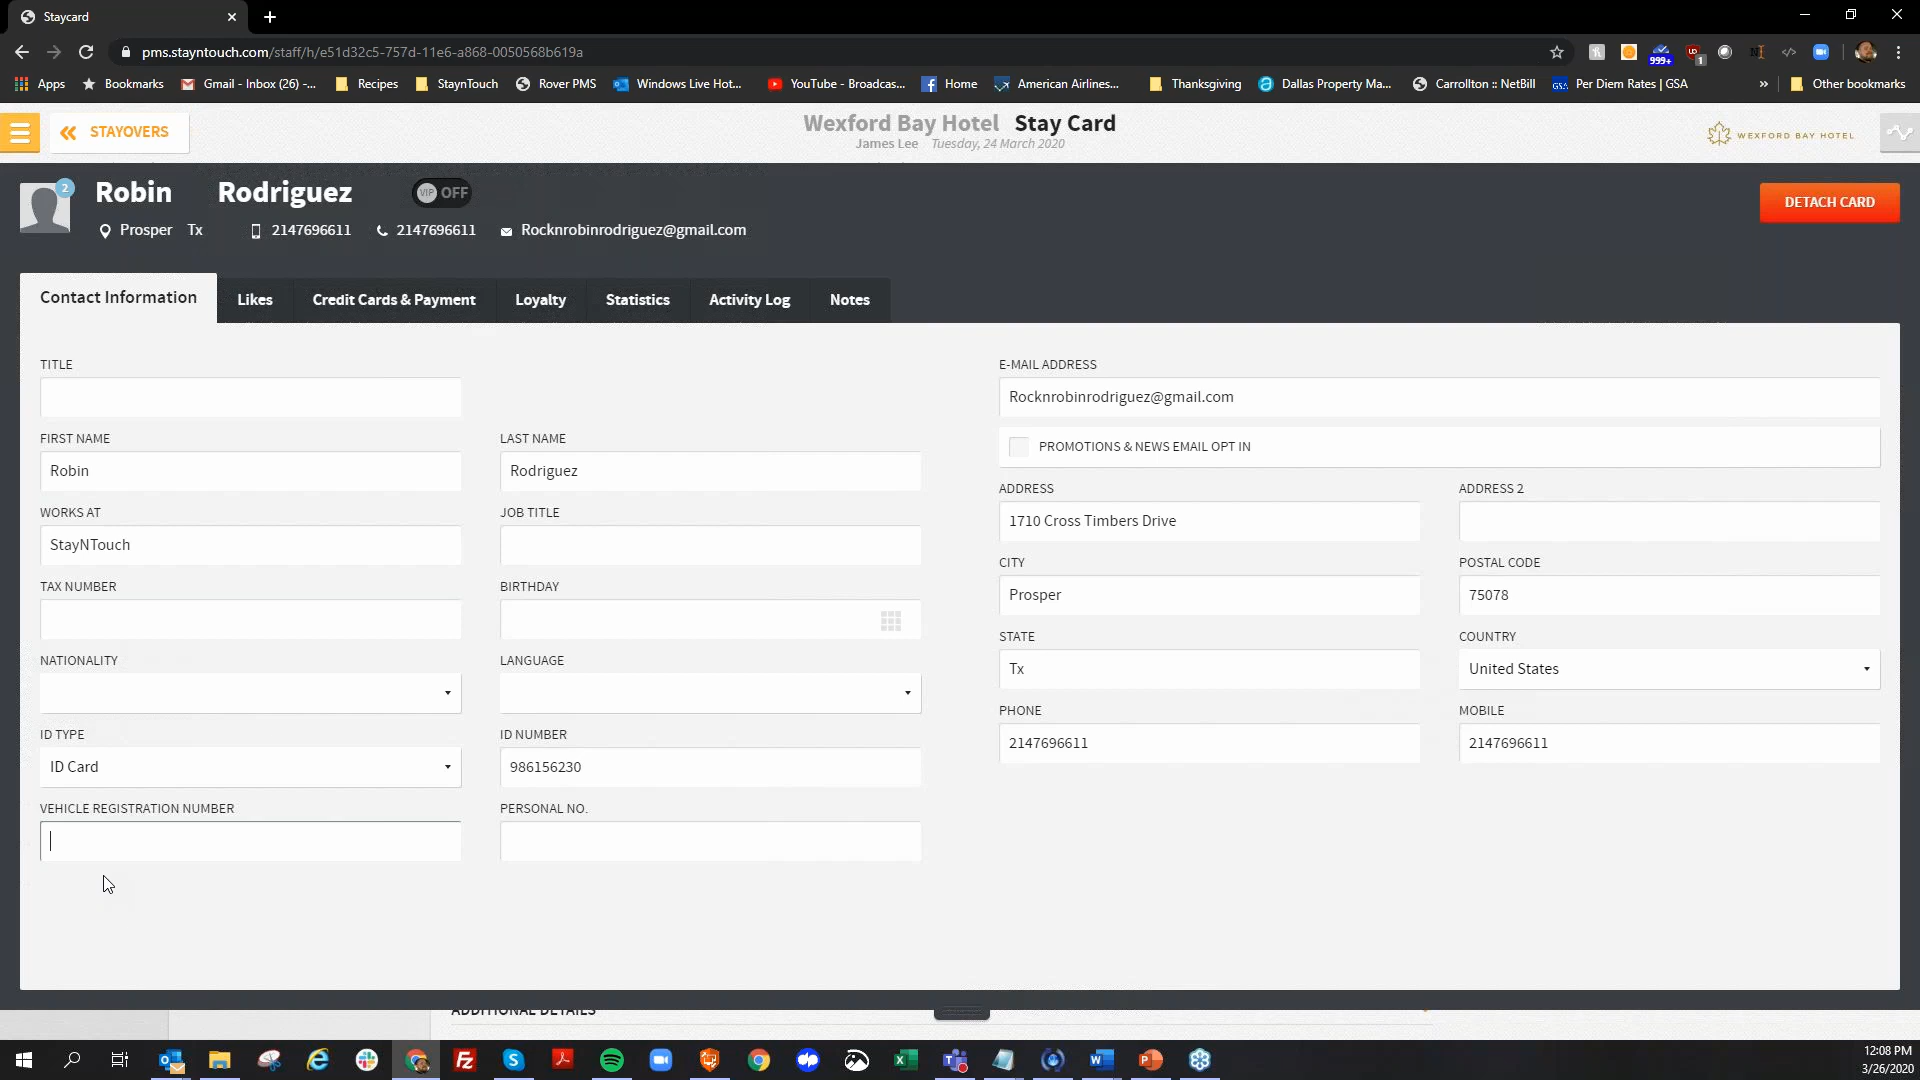 Staycard
pms.stayntouch.com/staff/h/e51d32c5-757d-11e6-a868-0050568b619a
999+
1
Apps Bookmarks Gmail - Inbox (26) -... Recipes StaynTouch Rover PMS Windows Live Hot... YouTube - Broadcas... Home American Airlines... Thanksgiving Dallas Property Ma... Carrollton :: NetBill GSA Per Diem Rates | GSA » Other bookmarks
STAYOVERS
Wexford Bay Hotel Stay Card
James Lee Tuesday, 24 March 2020
WEXFORD BAY HOTEL
2
Robin Rodriguez
VIP OFF
DETACH CARD
Prosper Tx 2147696611 2147696611 Rocknrobinrodriguez@gmail.com
Contact Information Likes Credit Cards & Payment Loyalty Statistics Activity Log Notes
TITLE
FIRST NAME LAST NAME
Robin Rodriguez
WORKS AT JOB TITLE
StayNTouch
TAX NUMBER BIRTHDAY
NATIONALITY LANGUAGE
ID TYPE ID NUMBER
ID Card 986156230
VEHICLE REGISTRATION NUMBER PERSONAL NO.
E-MAIL ADDRESS
Rocknrobinrodriguez@gmail.com
PROMOTIONS & NEWS EMAIL OPT IN
ADDRESS ADDRESS 2
1710 Cross Timbers Drive
CITY POSTAL CODE
Prosper 75078
STATE COUNTRY
Tx United States
PHONE MOBILE
2147696611 2147696611
ADDITIONAL DETAILS
12:08 PM
3/26/2020